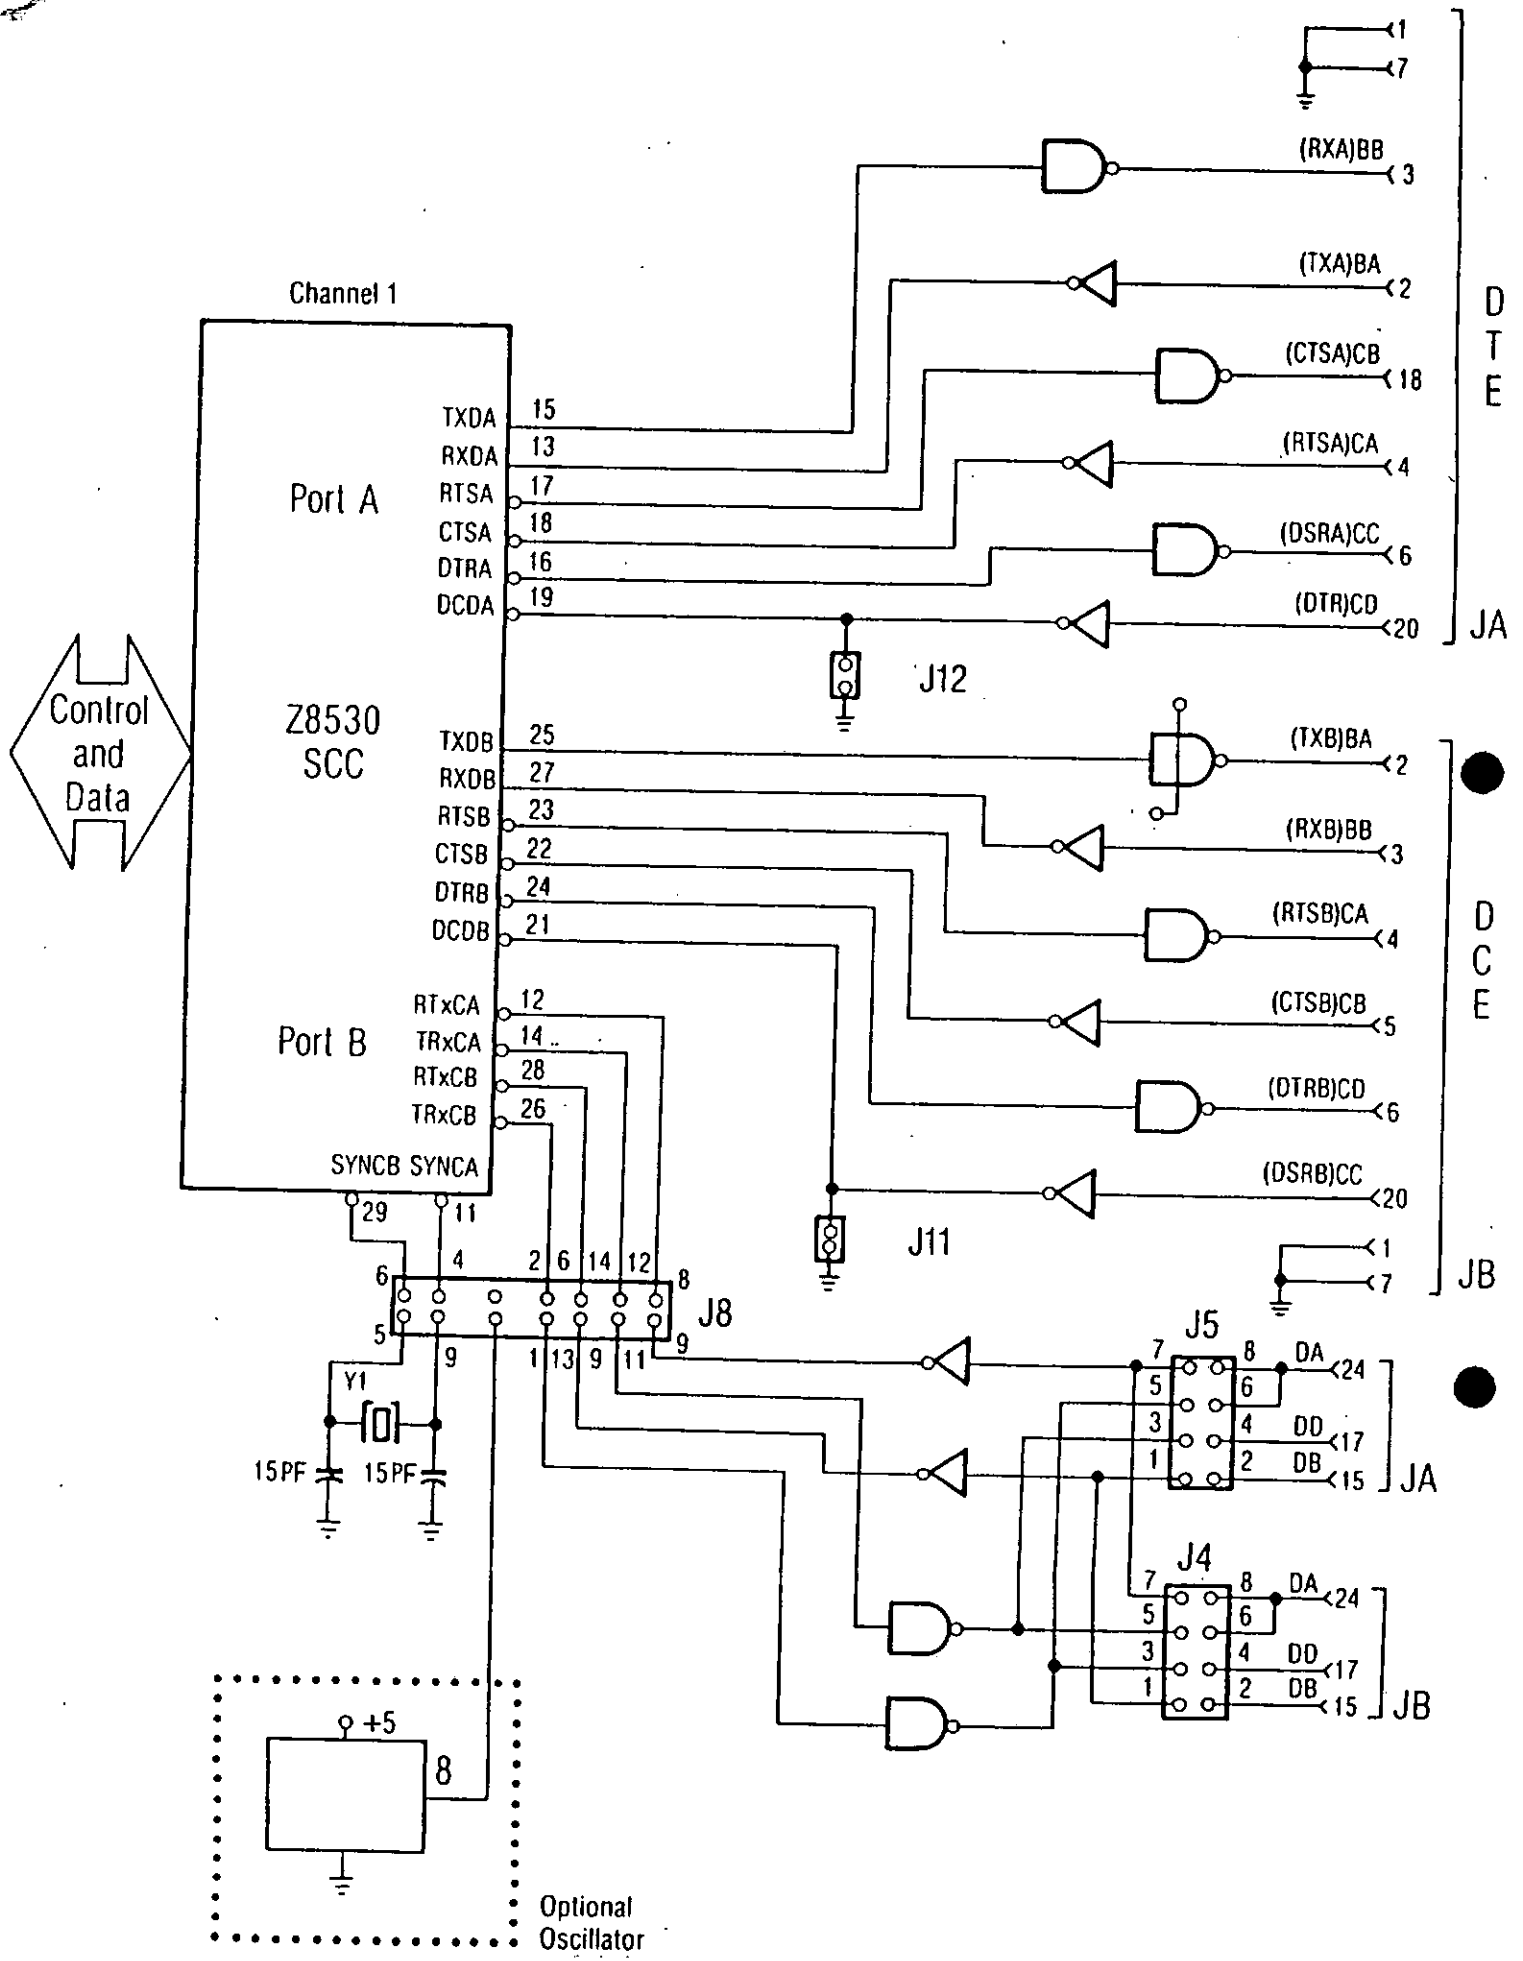 1
7
(RXA)BB
3
(TXA)BA
2
(CTSA)CB
18
(RTSA)CA
4
(DSRA)CC
6
(DTR)CD
20
DTE
JA
Channel 1
Port A
TXDA 15
RXDA 13
RTSA 17
CTSA 18
DTRA 16
DCDA 19
J12
Control
and
Data
Z8530
SCC
TXDB 25
RXDB 27
RTSB 23
CTSB 22
DTRB 24
DCDB 21
(TXB)BA
2
(RXB)BB
3
(RTSB)CA
4
(CTSB)CB
5
(DTRB)CD
6
(DSRB)CC
20
1
7
DCE
JB
J11
Port B
RTxCA 12
TRxCA 14
RTxCB 28
TRxCB 26
SYNCB SYNCA
29 11
6 4 2 6 14 12 8
J8
5 9 1 13 9 11 9
Y1
15PF 15PF
J5
7 8 DA 24
5 6
3 4 DD 17
1 2 DB 15
JA
J4
7 8 DA 24
5 6
3 4 DD 17
1 2 DB 15
JB
+5
8
Optional
Oscillator